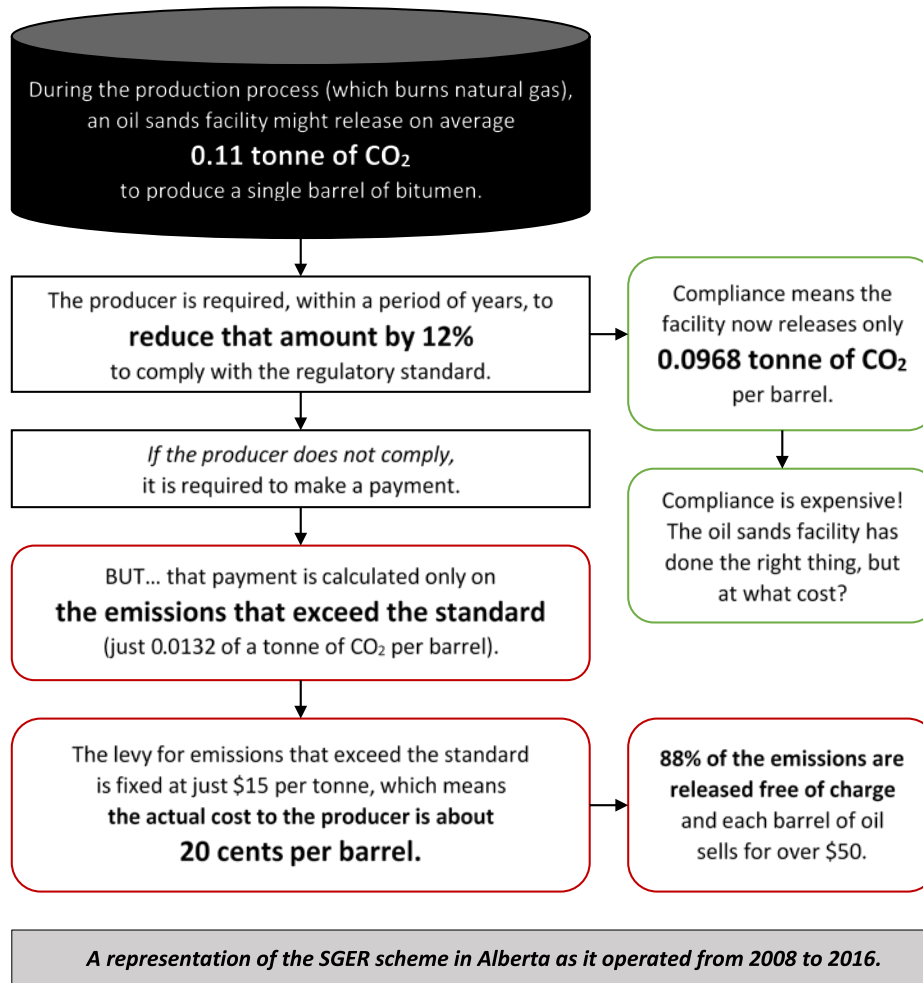 During the production process (which burns natural gas),
an oil sands facility might release on average
0.11 tonne of CO₂
to produce a single barrel of bitumen.
The producer is required, within a period of years, to
reduce that amount by 12%
to comply with the regulatory standard.
Compliance means the
facility now releases only
0.0968 tonne of CO₂
per barrel.
If the producer does not comply,
it is required to make a payment.
Compliance is expensive!
The oil sands facility has
done the right thing, but
at what cost?
BUT... that payment is calculated only on
the emissions that exceed the standard
(just 0.0132 of a tonne of CO₂ per barrel).
The levy for emissions that exceed the standard
is fixed at just $15 per tonne, which means
the actual cost to the producer is about
20 cents per barrel.
88% of the emissions are
released free of charge
and each barrel of oil
sells for over $50.
A representation of the SGER scheme in Alberta as it operated from 2008 to 2016.